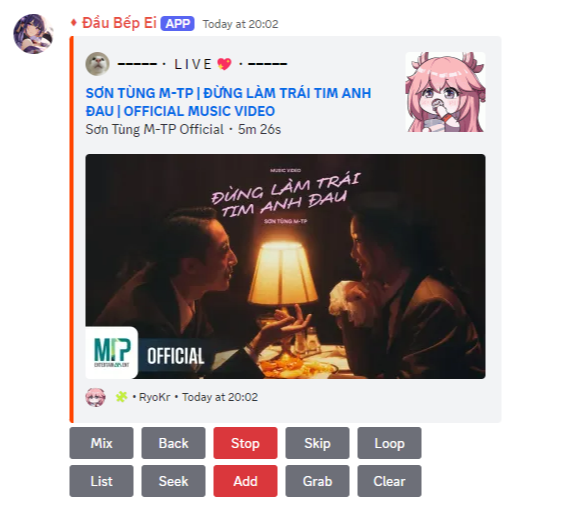 Đầu Bếp Ei APP Today at 20:02
----- · L I V E 💖 · -----
SƠN TÙNG M-TP | ĐỪNG LÀM TRÁI TIM ANH
ĐAU | OFFICIAL MUSIC VIDEO
Sơn Tùng M-TP Official · 5m 26s
MUSIC VIDEO
ĐỪNG LÀM TRÁI
TIM ANH ĐAU
SƠN TÙNG M-TP
MTP
ENTERTAINMENT
OFFICIAL
• RyoKr • Today at 20:02
Mix Back Stop Skip Loop
List Seek Add Grab Clear